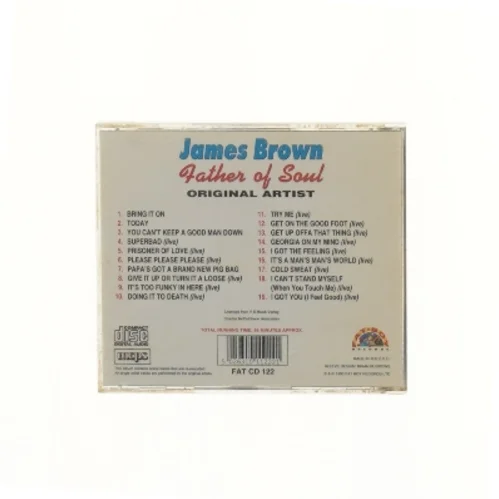 James Brown
Father of Soul
ORIGINAL ARTIST
1. BRING IT ON
2. TODAY
3. YOU CAN'T KEEP A GOOD MAN DOWN
4. SUPERBAD (live)
5. PRISONER OF LOVE (live)
6. PLEASE PLEASE PLEASE (live)
7. PAPA'S GOT A BRAND NEW PIG BAG
8. GIVE IT UP OR TURN IT A LOOSE (live)
9. IT'S TOO FUNKY IN HERE (live)
10. DOING IT TO DEATH (live)
11. TRY ME (live)
12. GET ON THE GOOD FOOT (live)
13. GET UP OFFA THAT THING (live)
14. GEORGIA ON MY MIND (live)
15. I GOT THE FEELING (live)
16. IT'S A MAN'S MAN'S WORLD (live)
17. COLD SWEAT (live)
18. I CAN'T STAND MYSELF
(When You Touch Me) (live)
19. I GOT YOU (I Feel Good) (live)
COMPACT
disc
DIGITAL AUDIO
mcps
FAT CD 122